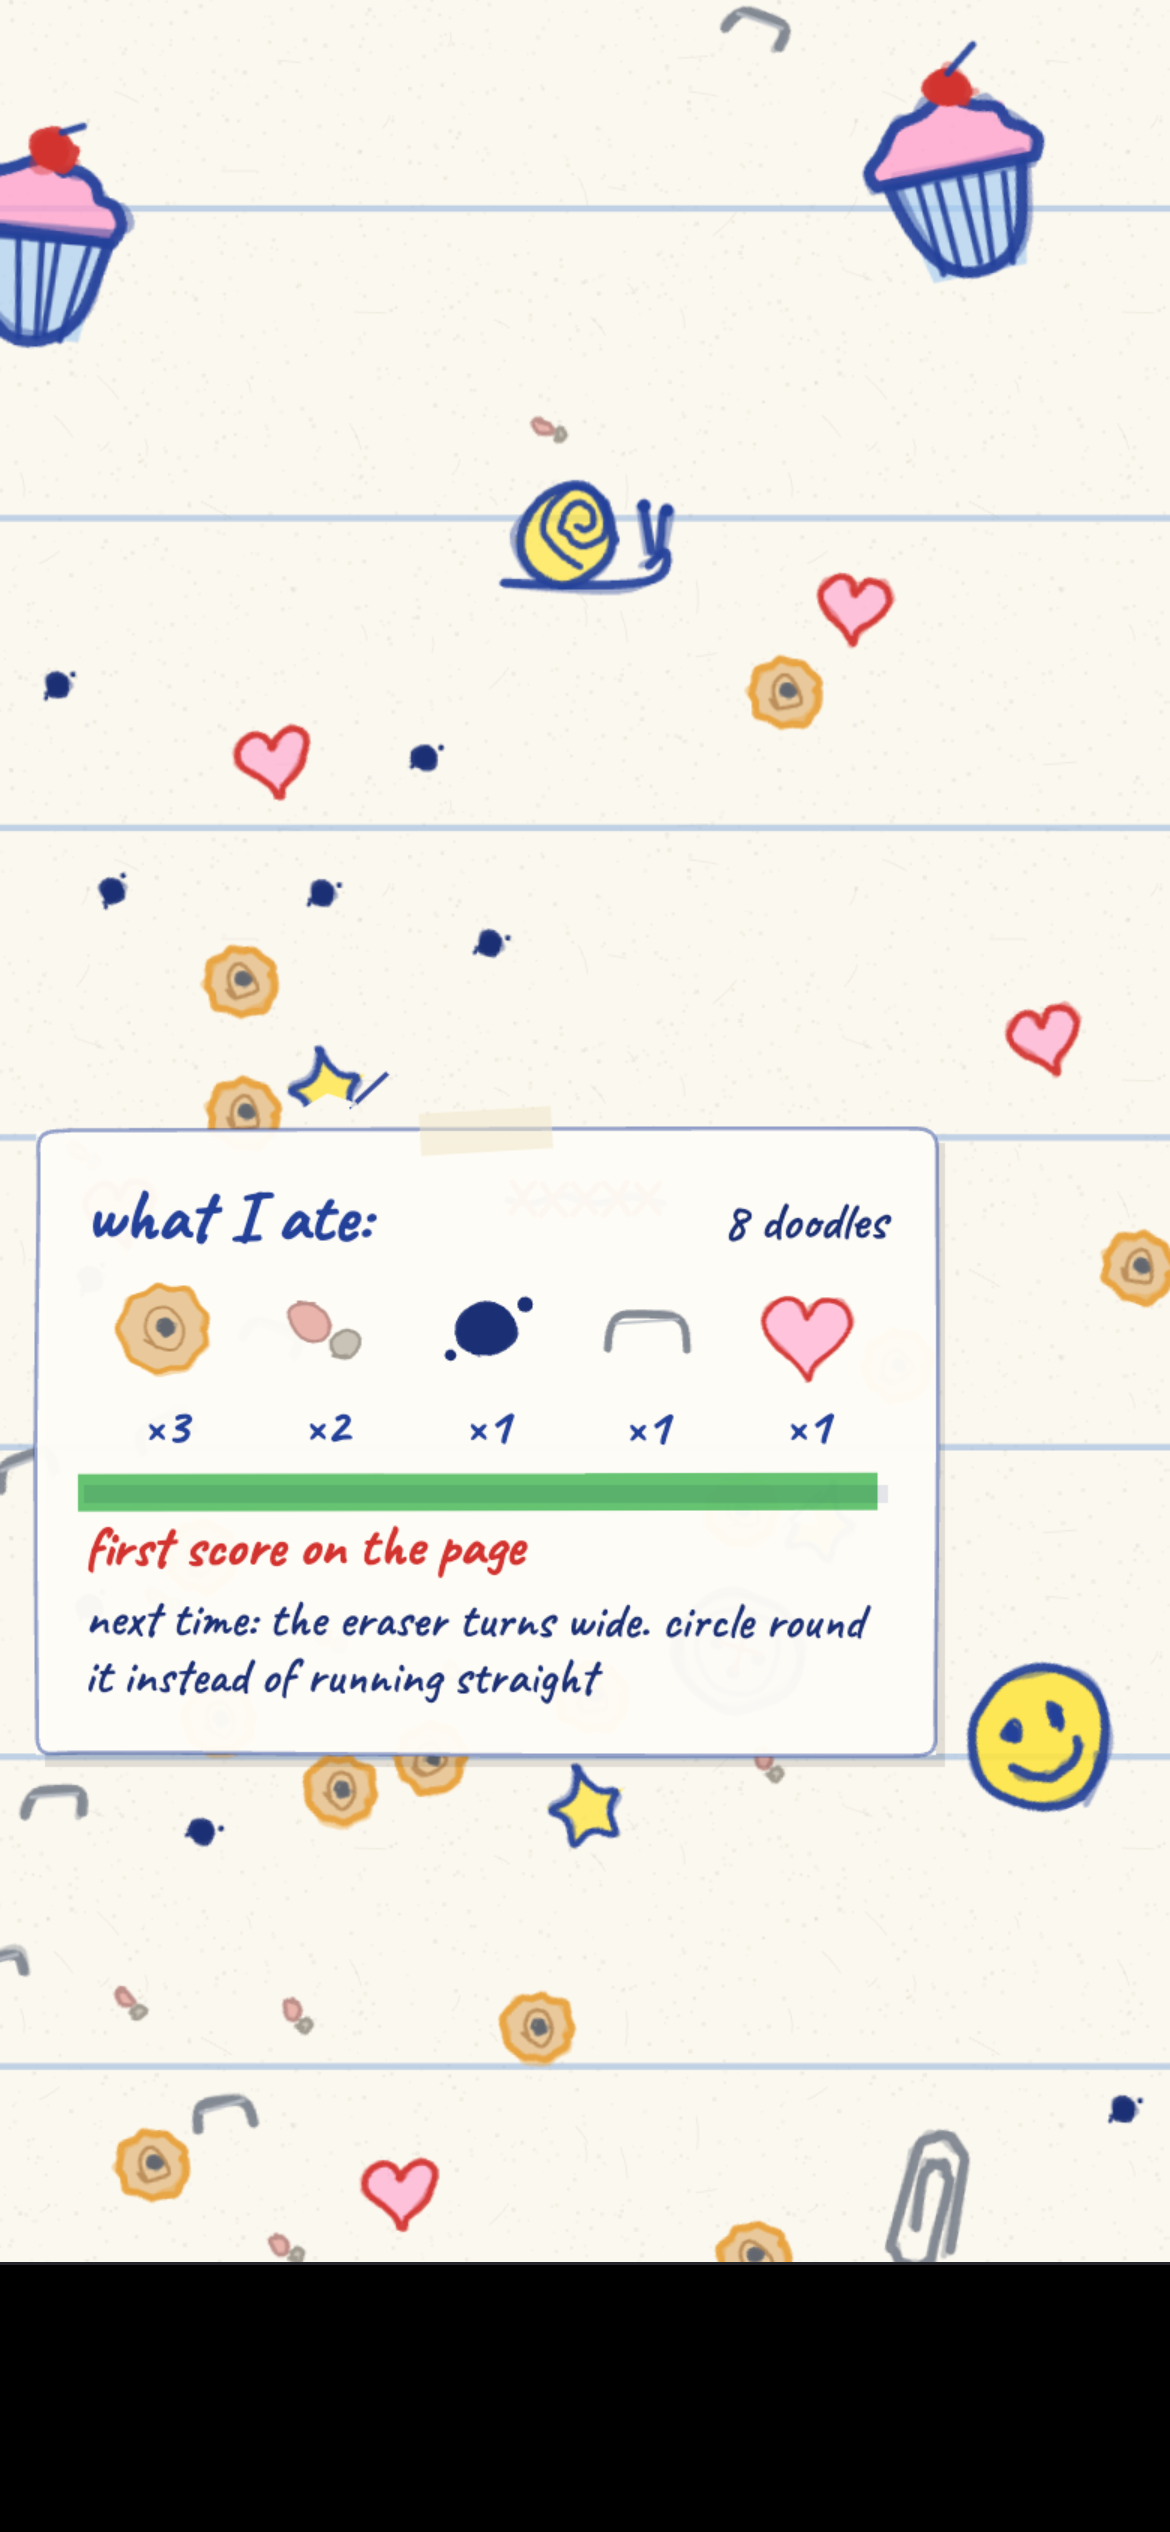 what I ate: 8 doodles
×3 ×2 ×1 ×1 ×1
first score on the page
next time: the eraser turns wide. circle round
it instead of running straight